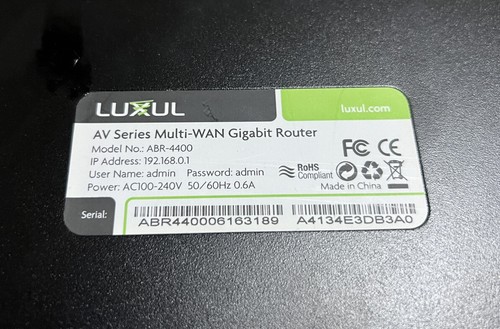 LUXUL
luxul.com
AV Series Multi-WAN Gigabit Router
Model No.: ABR-4400
IP Address: 192.168.0.1
User Name: admin Password: admin
Power: AC100-240V 50/60Hz 0.6A
FC CE
RoHS
Compliant
Made in China
Serial:
ABR440006163189 A4134E3DB3A0